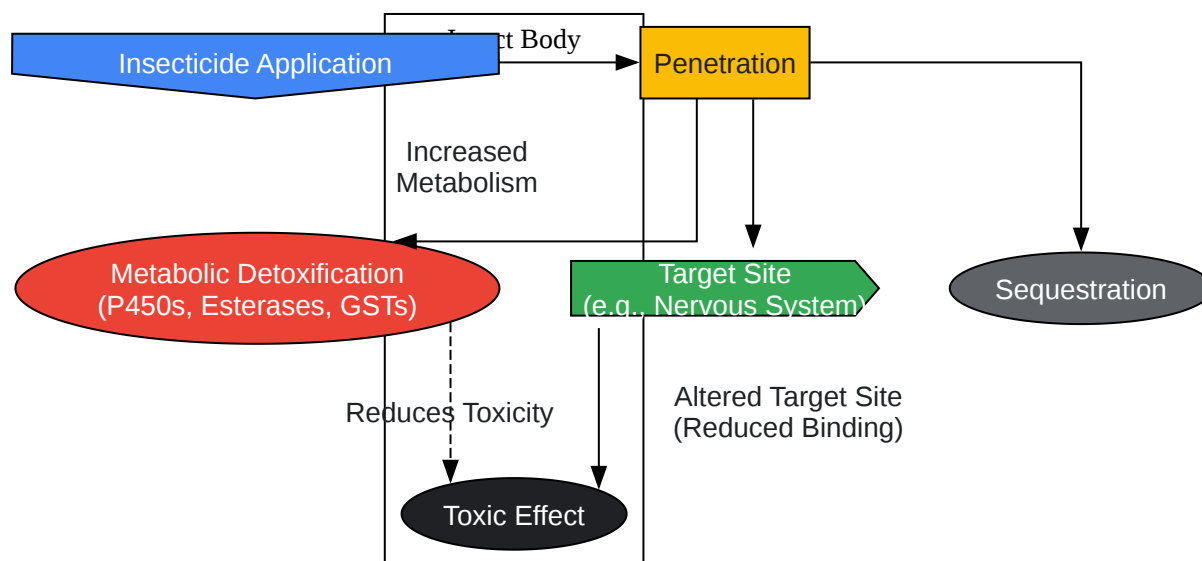 Body
Insecticide Application
Penetration
Increased
Metabolism
Metabolic Detoxification
(P450s, Esterases, GSTs)
Target Site
(e.g., Nervous System)
Sequestration
Reduces Toxicity
Altered Target Site
(Reduced Binding)
Toxic Effect